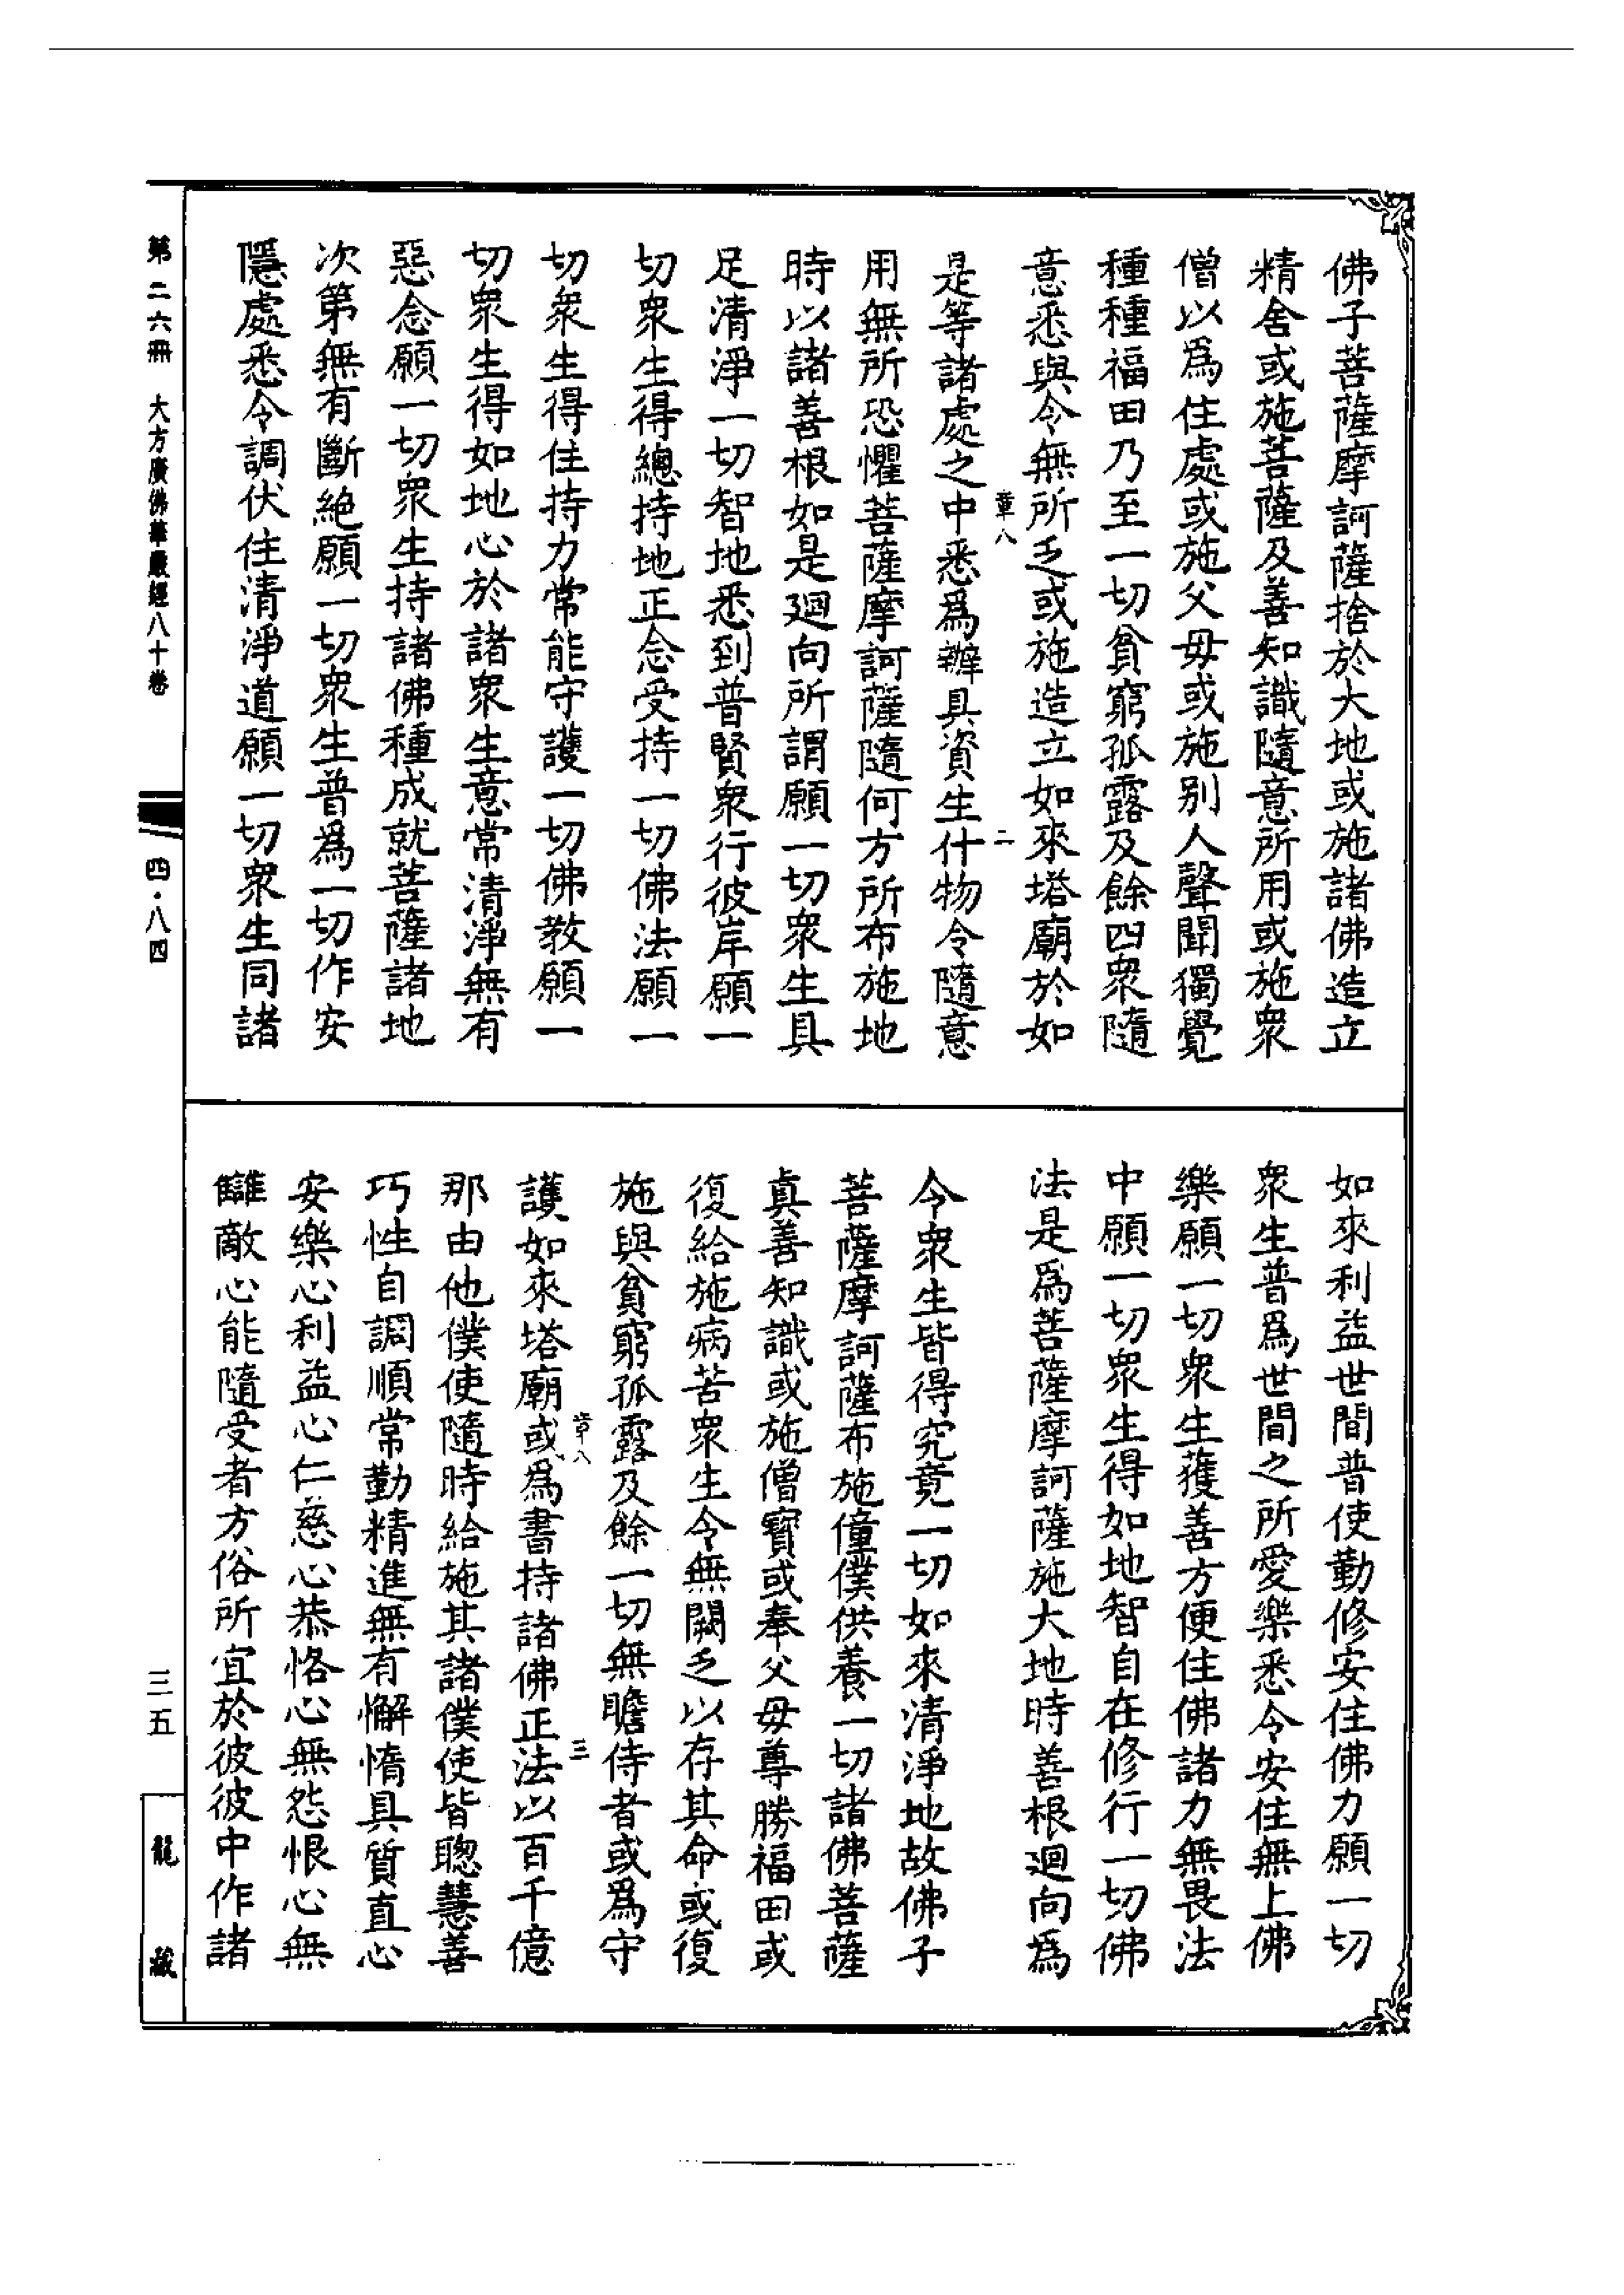 佛子菩薩摩訶薩捨於大地或施諸佛造立
精舍或施菩薩及善知識隨意所用或施衆
僧以爲住處或施父母或施别人聲聞獨覺
種種福田乃至一切貧窮孤露及餘四衆隨
意悉與令無所乏或施造立如來塔廟於如
章八 二
是等諸處之中悉爲辦具資生什物令隨意
用無所恐懼菩薩摩訶薩隨何方所布施地
時以諸善根如是廻向所謂願一切衆生具
足清淨一切智地悉到普賢衆行彼岸願一
切衆生得總持地正念受持一切佛法願一
切衆生得住持力常能守護一切佛教願一
切衆生得如地心於諸衆生意常清淨無有
惡念願一切衆生持諸佛種成就菩薩諸地
次第無有斷絶願一切衆生普爲一切作安
隱處悉令調伏住清淨道願一切衆生同諸
如來利益世間普使勤修安住佛力願一切
衆生普爲世間之所愛樂悉令安住無上佛
樂願一切衆生獲善方便住佛諸力無畏法
中願一切衆生得如地智自在修行一切佛
法是爲菩薩摩訶薩施大地時善根廻向爲
令衆生皆得究竟一切如來清淨地故佛子
菩薩摩訶薩布施僮僕供養一切諸佛菩薩
真善知識或施僧寶或奉父母尊勝福田或
復給施病苦衆生令無闕乏以存其命或復
施與貧窮孤露及餘一切無瞻侍者或爲守
章八 三
護如來塔廟或爲書持諸佛正法以百千億
那由他僕使隨時給施其諸僕使皆聰慧善
巧性自調順常勤精進無有懈惰具質直心
安樂心利益心仁慈心恭恪心無怨恨心無
讎敵心能隨受者方俗所宜於彼彼中作諸
第二六冊 大方廣佛華嚴經八十卷
四·八四
三五
龍藏